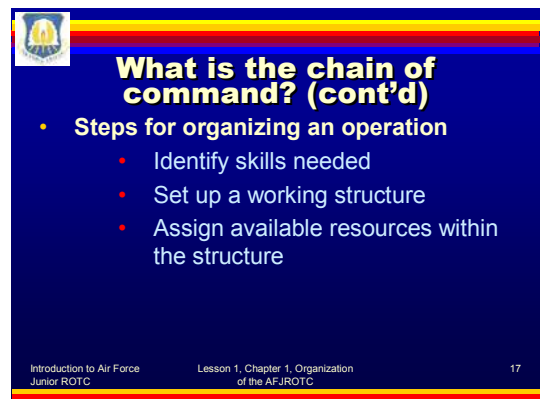 What is the chain of
command? (cont’d)
• Steps for organizing an operation
• Identify skills needed
• Set up a working structure
• Assign available resources within
the structure
Introduction to Air Force
Junior ROTC
Lesson 1, Chapter 1, Organization
of the AFJROTC
17